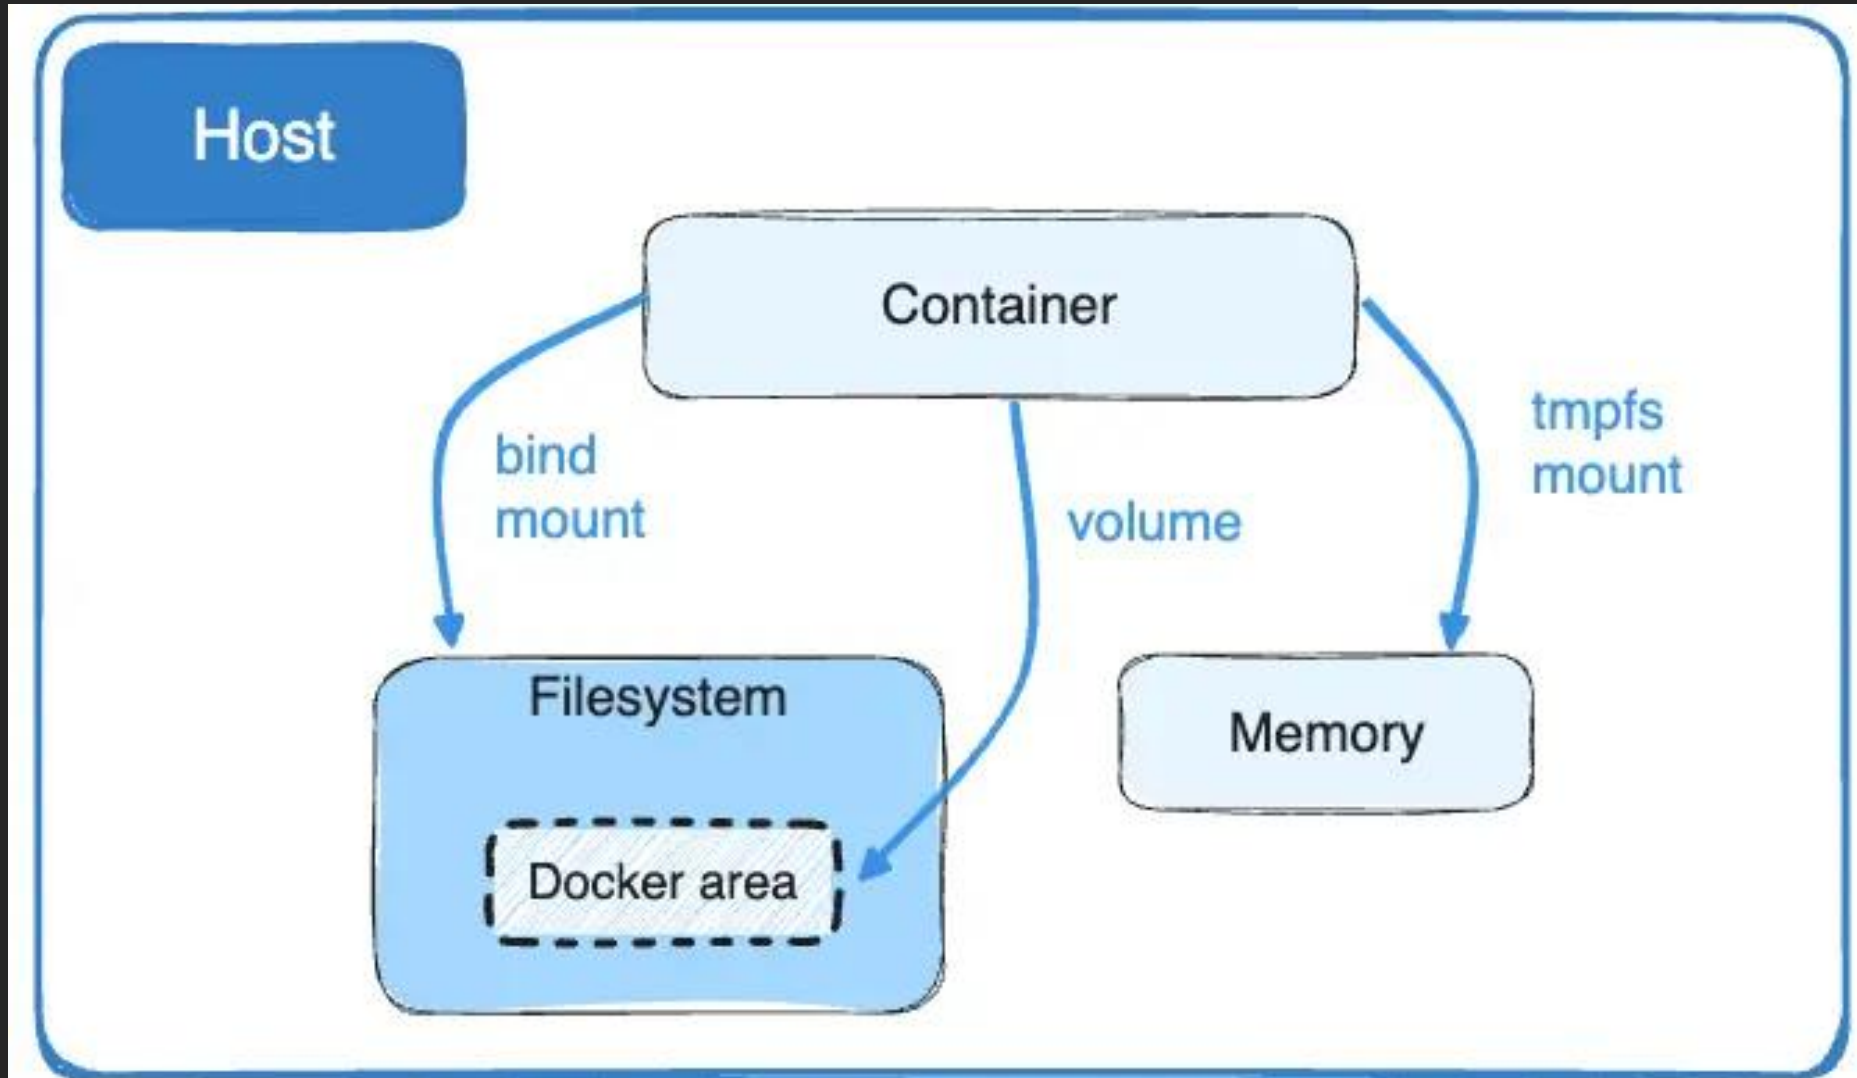 Host
Container
bind
mount
volume
tmpfs
mount
Filesystem
Docker area
Memory